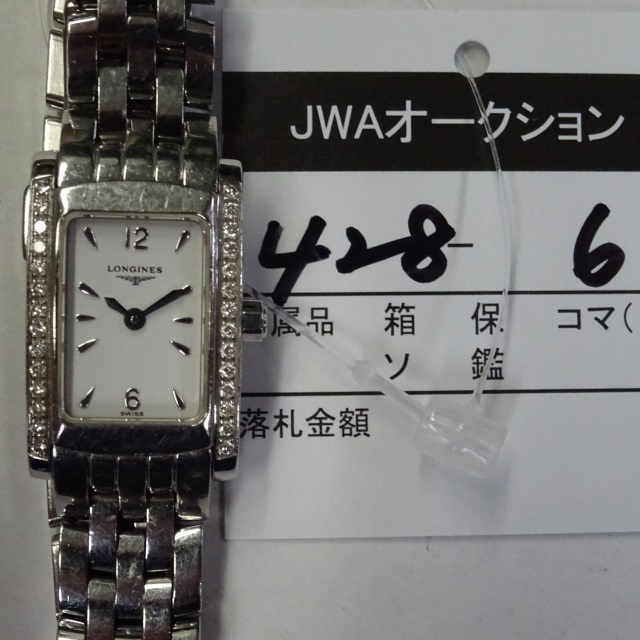 12
LONGINES
6
SWISS
JWAオークション
428-6
属品 箱 保 コマ(
ソ 鑑
落札金額